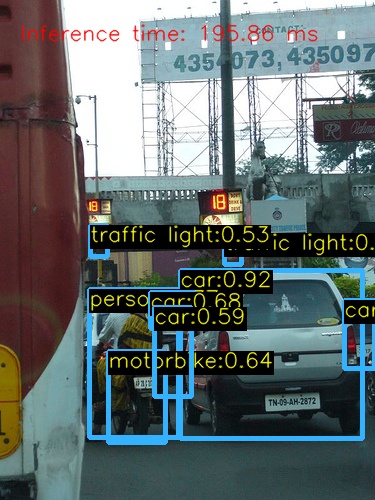 Inference time: 195.86 ms
CONTACT:
4354073, 435097
R
18
18
traffic light:0.53
ic light:0.
car:0.92
perso
car:0.68
car:0.59
car
motorbike:0.64
TN-09-AH-2872